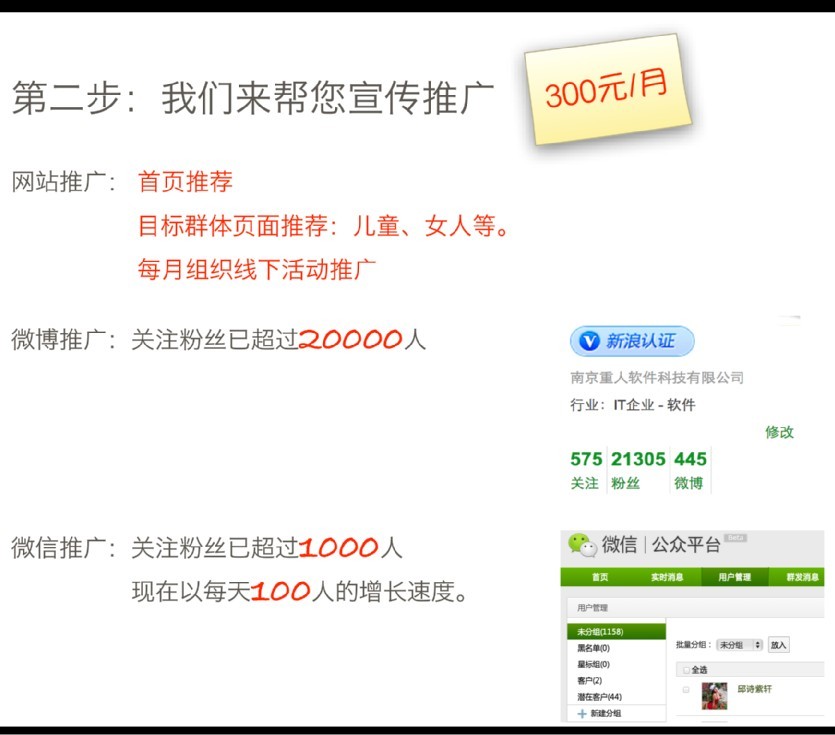 第二步：我们来帮您宣传推广
300元/月
网站推广： 首页推荐
目标群体页面推荐：儿童、女人等。
每月组织线下活动推广
微博推广：关注粉丝已超过20000人
新浪认证
南京重人软件科技有限公司
行业：IT企业 - 软件
修改
575 21305 445
关注 粉丝 微博
微信推广：关注粉丝已超过1000人
现在以每天100人的增长速度。
微信 | 公众平台 Beta
首页 实时消息 用户管理 群发消息
用户管理
未分组(1158)
黑名单(0)
星标组(0)
客户(2)
潜在客户(44)
新建分组
批量分组： 未分组 放入
全选
邱诗紫轩